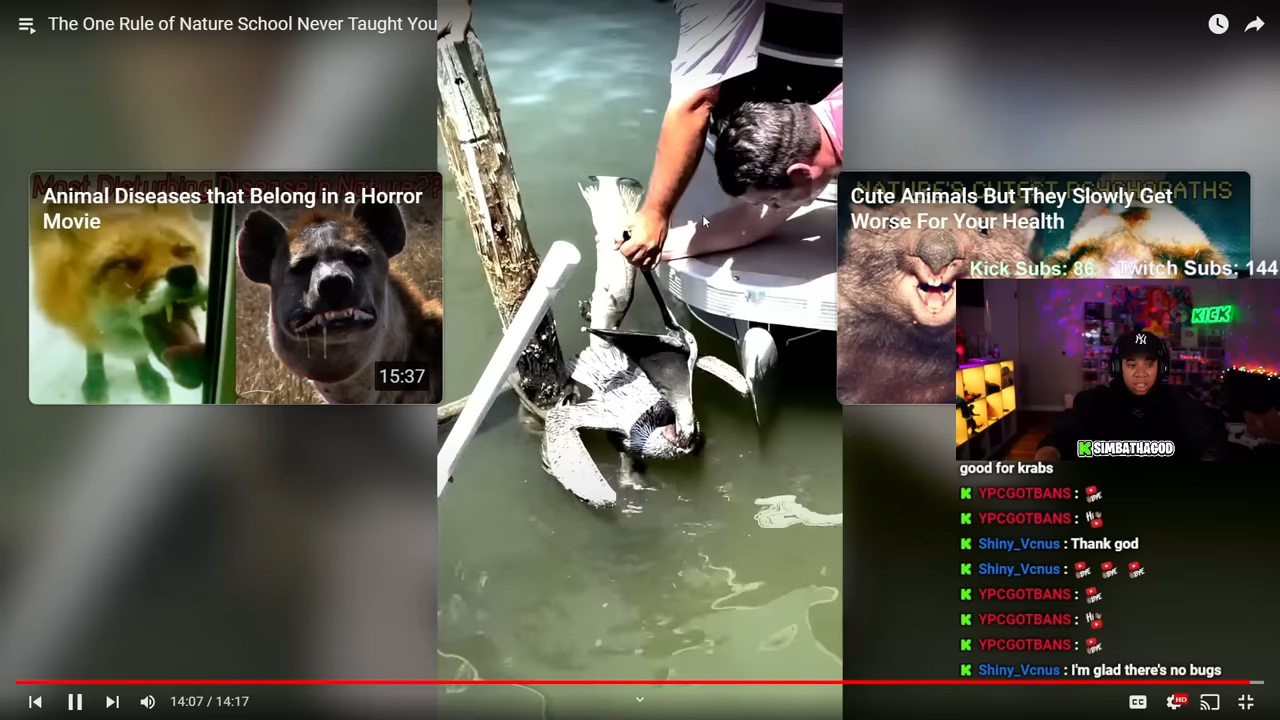 The One Rule of Nature School Never Taught You
Animal Diseases that Belong in a Horror
Movie
15:37
Cute Animals But They Slowly Get
Worse For Your Health
Kick Subs: 86
Twitch Subs: 144
KICK
SIMBATHAGOD
good for krabs
YPCGOTBANS :
YPCGOTBANS :
Shiny_Vcnus : Thank god
Shiny_Vcnus :
YPCGOTBANS :
YPCGOTBANS :
YPCGOTBANS :
Shiny_Vcnus : I'm glad there's no bugs
14:07 / 14:17
CC
HD